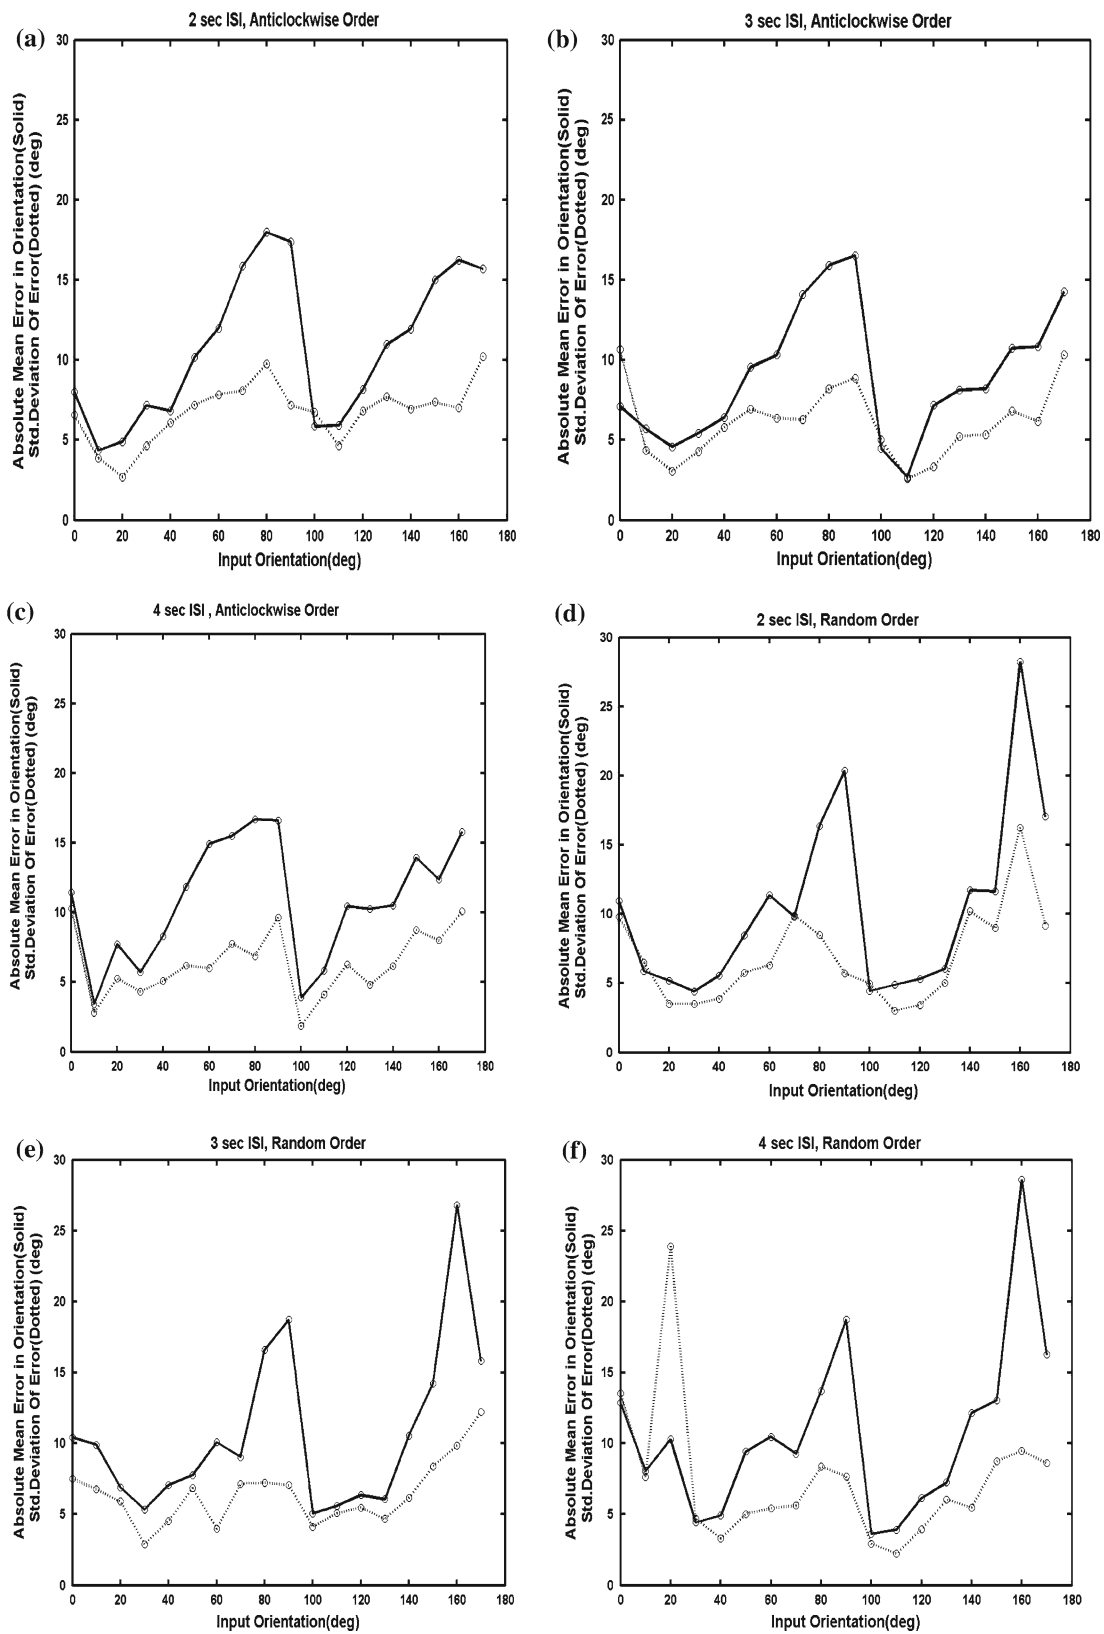 (a)
2 sec ISI, Anticlockwise Order
Absolute Mean Error in Orientation(Solid)
Std.Deviation Of Error(Dotted) (deg)
30
25
20
15
10
5
0
0 20 40 60 80 100 120 140 160 180
Input Orientation(deg)
(b)
3 sec ISI, Anticlockwise Order
Absolute Mean Error in Orientation(Solid)
Std.Deviation Of Error(Dotted) (deg)
30
25
20
15
10
5
0
0 20 40 60 80 100 120 140 160 180
Input Orientation(deg)
(c)
4 sec ISI , Anticlockwise Order
Absolute Mean Error in Orientation(Solid)
Std.Deviation Of Error(Dotted) (deg)
30
25
20
15
10
5
0
0 20 40 60 80 100 120 140 160 180
Input Orientation(deg)
(d)
2 sec ISI, Random Order
Absolute Mean Error in Orientation(Solid)
Std.Deviation Of Error(Dotted) (deg)
30
25
20
15
10
5
0
0 20 40 60 80 100 120 140 160 180
Input Orientation(deg)
(e)
3 sec ISI, Random Order
Absolute Mean Error in Orientation(Solid)
Std.Deviation Of Error(Dotted) (deg)
30
25
20
15
10
5
0
0 20 40 60 80 100 120 140 160 180
Input Orientation(deg)
(f)
4 sec ISI, Random Order
Absolute Mean Error in Orientation(Solid)
Std.Deviation Of Error(Dotted) (deg)
30
25
20
15
10
5
0
0 20 40 60 80 100 120 140 160 180
Input Orientation(deg)